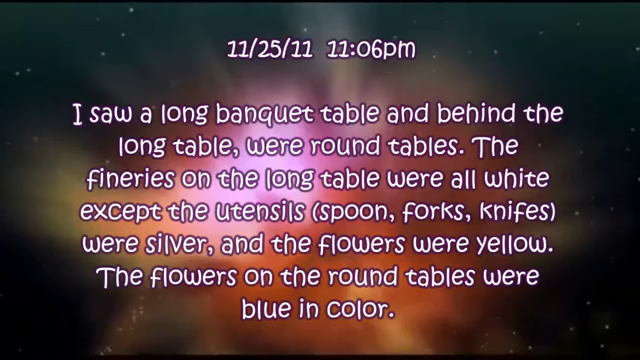 11/25/11 11:06pm
I saw a long banquet table and behind the
long table, were round tables. The
fineries on the long table were all white
except the utensils (spoon, forks, knifes)
were silver, and the flowers were yellow.
The flowers on the round tables were
blue in color.